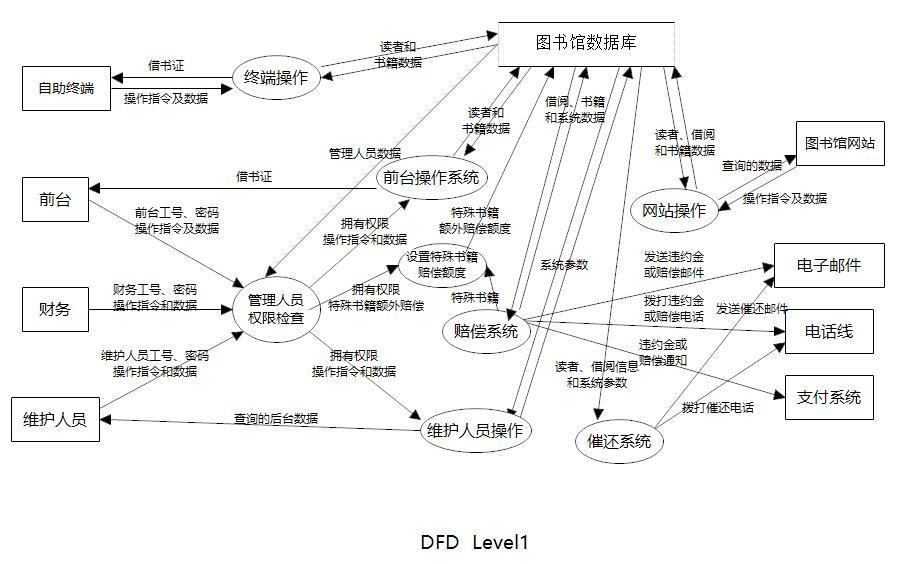 图书馆数据库
读者和
书籍数据
终端操作
借书证
自助终端
操作指令及数据
读者和
书籍数据
借阅、书籍
和系统数据
读者、借阅
和书籍数据
图书馆网站
管理人员数据
查询的数据
借书证
前台操作系统
前台
操作指令及数据
网站操作
前台工号、密码
操作指令及数据
拥有权限
操作指令和数据
特殊书籍
额外赔偿额度
设置特殊书籍
赔偿额度
系统参数
发送违约金
或赔偿邮件
电子邮件
财务
财务工号、密码
操作指令和数据
管理人员
权限检查
拥有权限
特殊书籍额外赔偿
特殊书籍
赔偿系统
拨打违约金
或赔偿电话
发送催还邮件
电话线
维护人员工号、密码
操作指令和数据
拥有权限
操作指令和数据
违约金或
赔偿通知
读者、借阅信息
和系统参数
支付系统
拨打催还电话
维护人员
查询的后台数据
维护人员操作
催还系统
DFD Level1